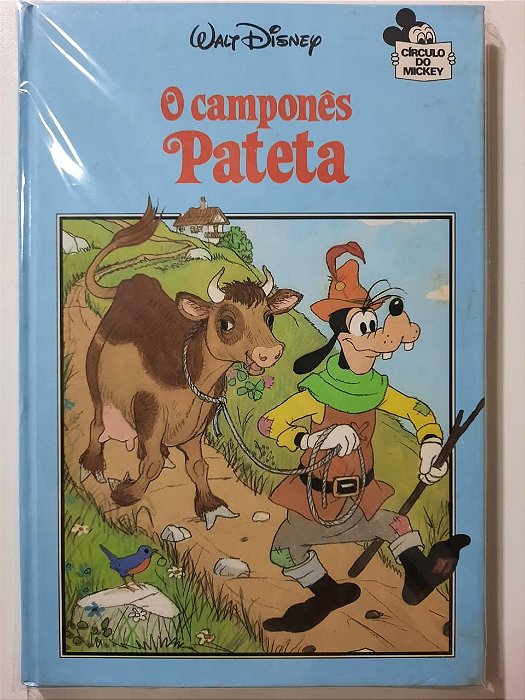 WALT DISNEY
CÍRCULO
DO
MICKEY
O camponês
Pateta